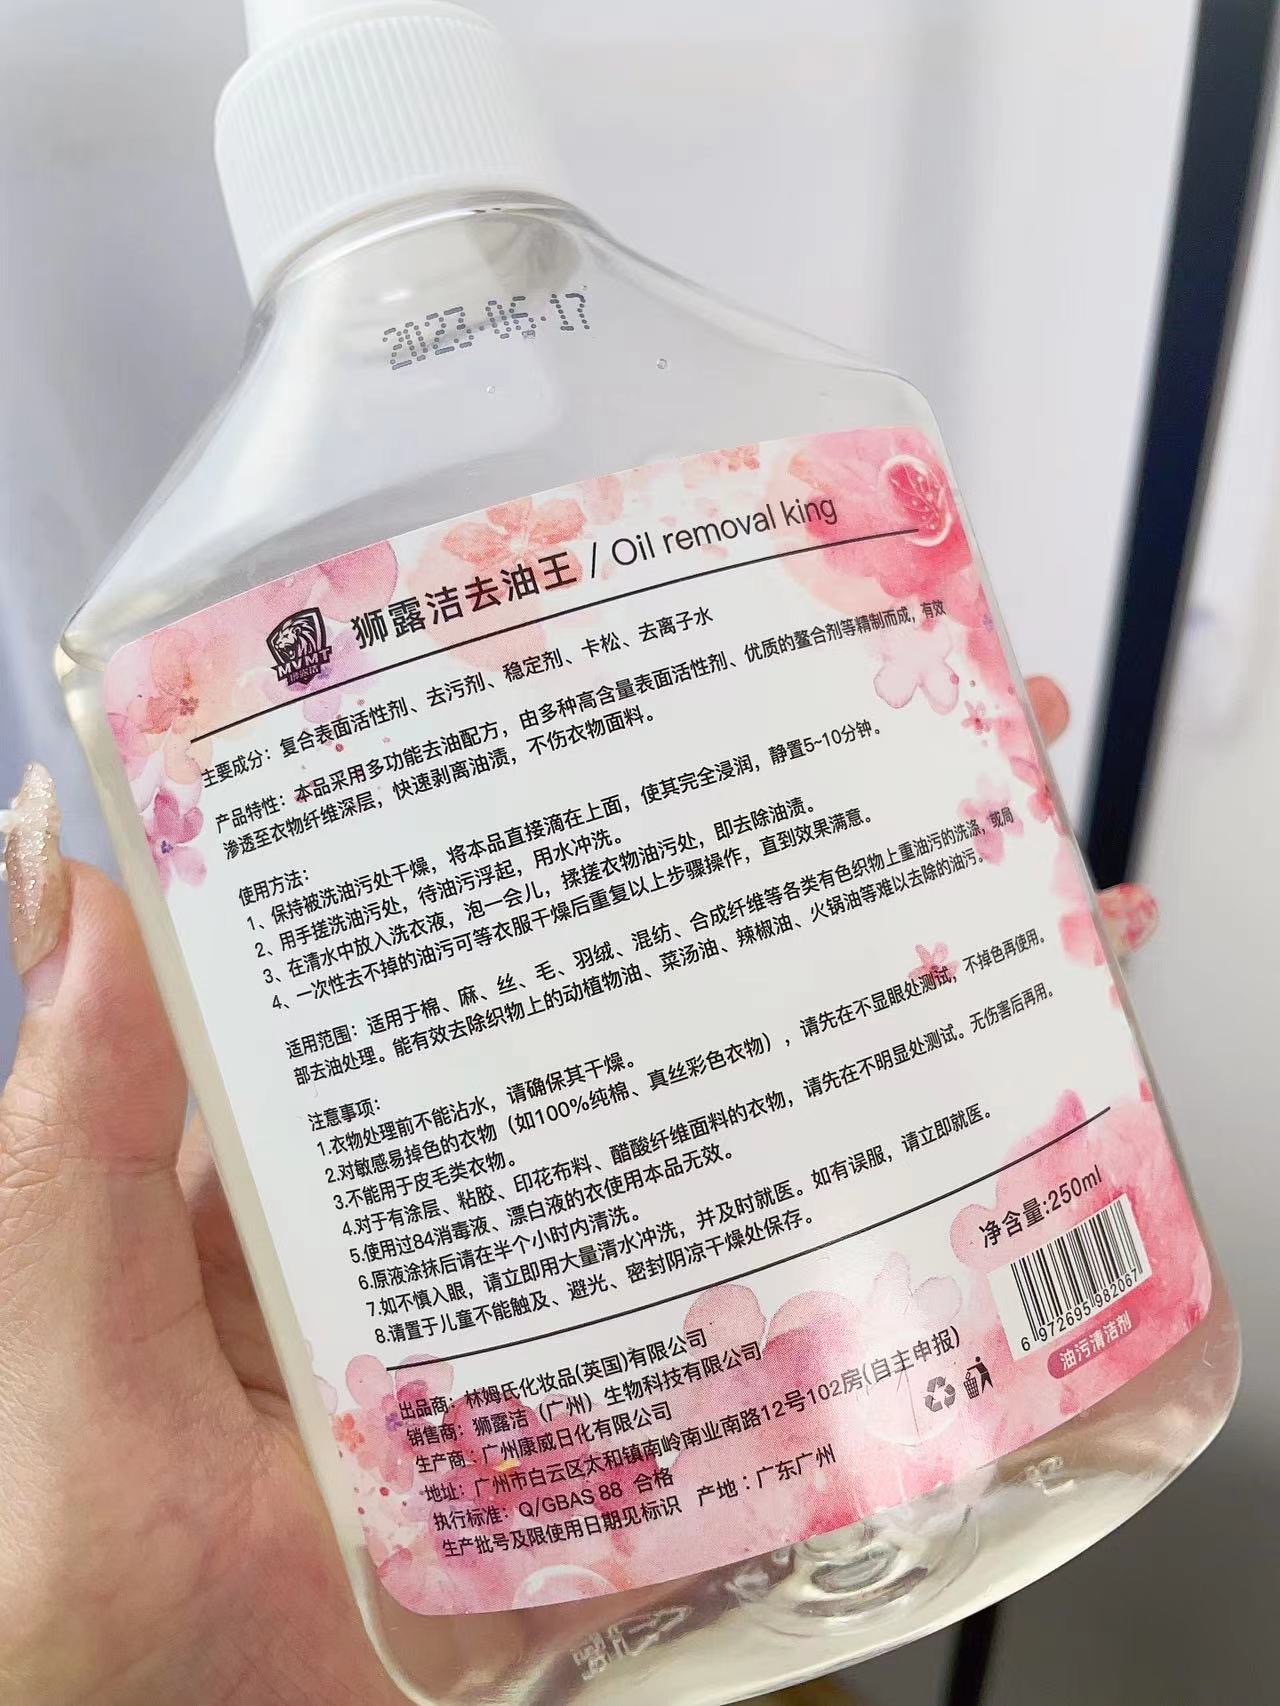 2023.06.17
狮露洁去油王 / Oil removal king
MVMT
主要成分：复合表面活性剂、去污剂、稳定剂、卡松、去离子水
产品特性：本品采用多功能去油配方，由多种高含量表面活性剂、优质的螯合剂等精制而成，有效
渗透至衣物纤维深层，快速剥离油渍，不伤衣物面料。
使用方法：
1、保持被洗油污处干燥，将本品直接滴在上面，使其完全浸润，静置5~10分钟。
2、用手搓洗油污处，待油污浮起，用水冲洗。
3、在清水中放入洗衣液，泡一会儿，揉搓衣物油污处，即去除油渍。
4、一次性去不掉的油污可等衣服干燥后重复以上步骤操作，直到效果满意。
适用范围：适用于棉、麻、丝、毛、羽绒、混纺、合成纤维等各类有色织物上重油污的洗涤，或局
部去油处理。能有效去除织物上的动植物油、菜汤油、辣椒油、火锅油等难以去除的油污。
注意事项：
1.衣物处理前不能沾水，请确保其干燥。
2.对敏感易掉色的衣物（如100%纯棉、真丝彩色衣物），请先在不显眼处测试，不掉色再使用。
3.不能用于皮毛类衣物。
4.对于有涂层、粘胶、印花布料、醋酸纤维面料的衣物，请先在不明显处测试。无伤害后再用。
5.使用过84消毒液、漂白液的衣使用本品无效。
6.原液涂抹后请在半个小时内清洗。
7.如不慎入眼，请立即用大量清水冲洗，并及时就医。如有误服，请立即就医。
8.请置于儿童不能触及、避光、密封阴凉干燥处保存。
净含量:250ml
6 972695 982067
油污清洁剂
出品商：林姆氏化妆品(英国)有限公司
销售商：狮露洁（广州）生物科技有限公司
生产商：广州康威日化有限公司
地址：广州市白云区太和镇南岭南业南路12号102房(自主申报)
执行标准：Q/GBAS 88 合格
生产批号及限使用日期见标识 产地：广东广州